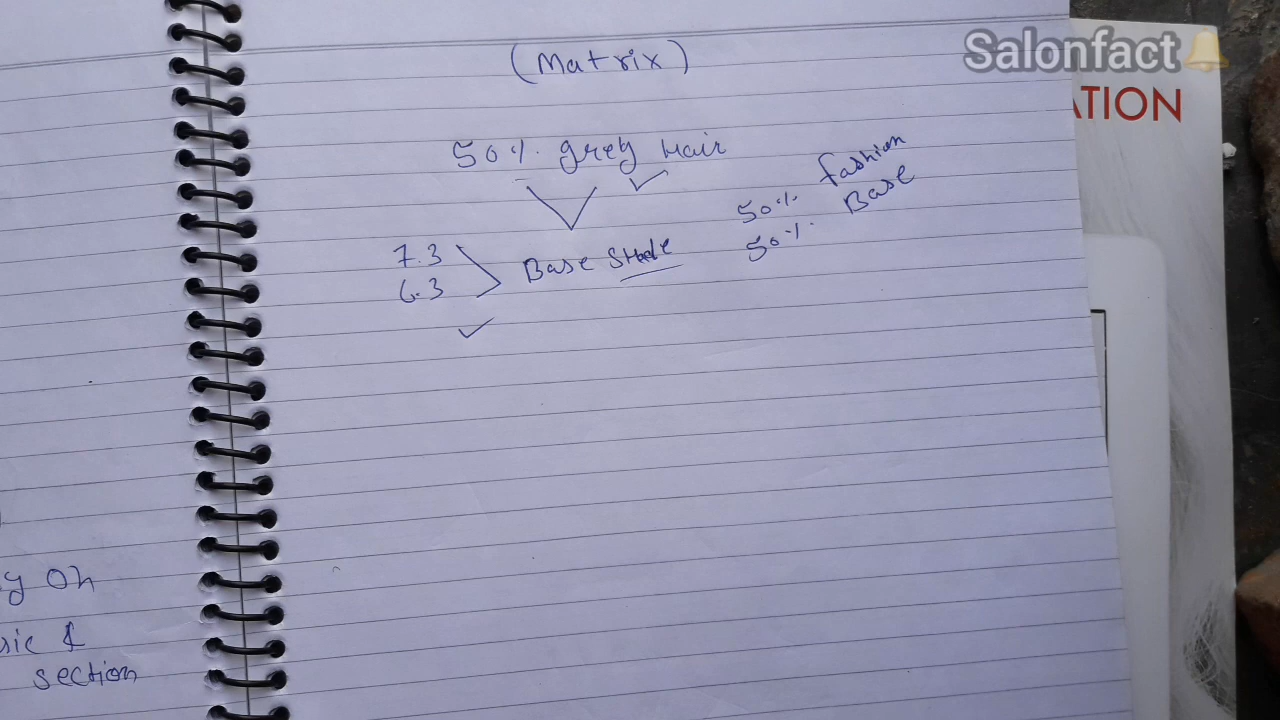 Salonfact
ATION
(Matrix)
50% grey Hair
50% fashion
50% Base
7.3
6.3
Base Shade
y on
sic &
section